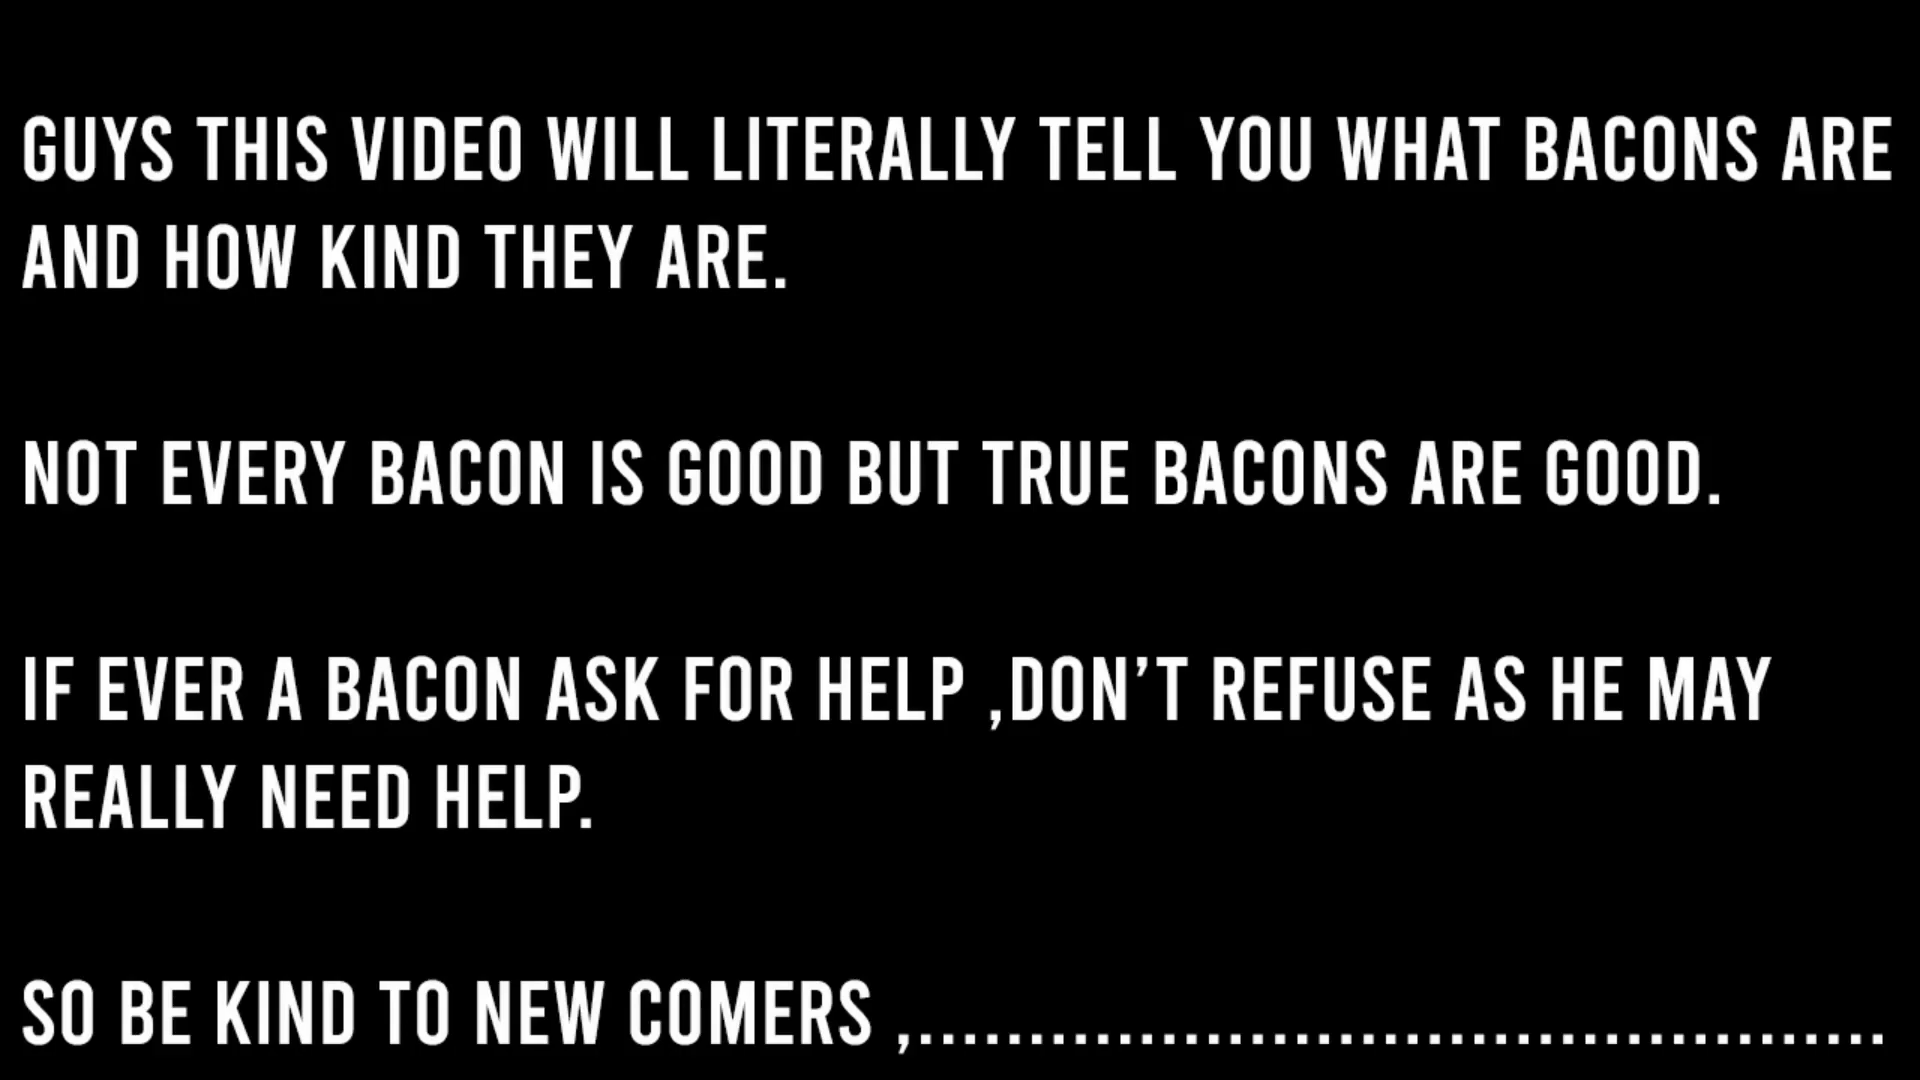 GUYS THIS VIDEO WILL LITERALLY TELL YOU WHAT BACONS ARE
AND HOW KIND THEY ARE.
NOT EVERY BACON IS GOOD BUT TRUE BACONS ARE GOOD.
IF EVER A BACON ASK FOR HELP ,DON'T REFUSE AS HE MAY
REALLY NEED HELP.
SO BE KIND TO NEW COMERS ,............................................